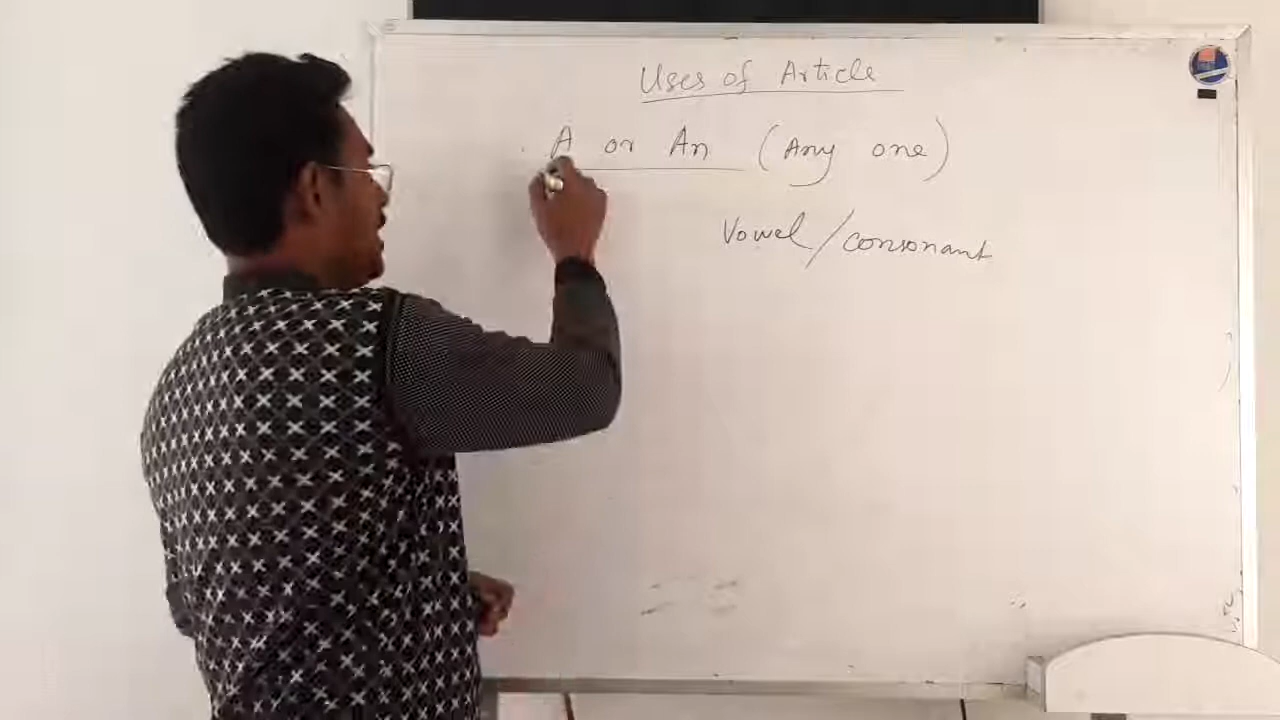 Uses of Article
A or An (Any one)
Vowel/consonant